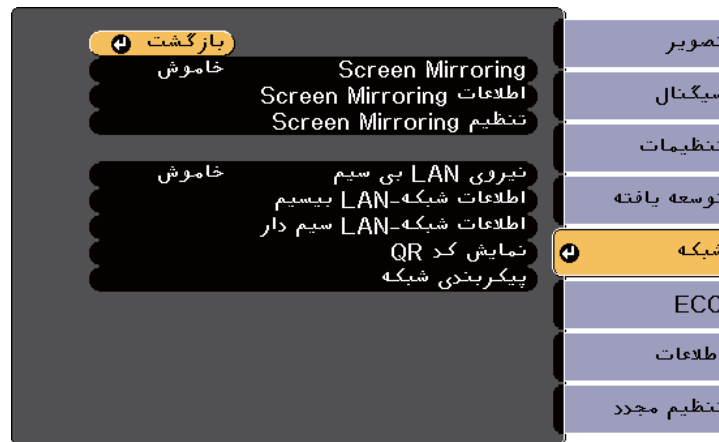 بازگشت
Screen Mirroring خاموش
اطلاعات Screen Mirroring
تنظیم Screen Mirroring
نیروی LAN بی سیم خاموش
اطلاعات شبکه-LAN بیسیم
اطلاعات شبکه-LAN سیم دار
نمایش کد QR
پیکربندی شبکه
تصویر
سیگنال
تنظیمات
توسعه یافته
شبکه
ECO
اطلاعات
تنظیم مجدد